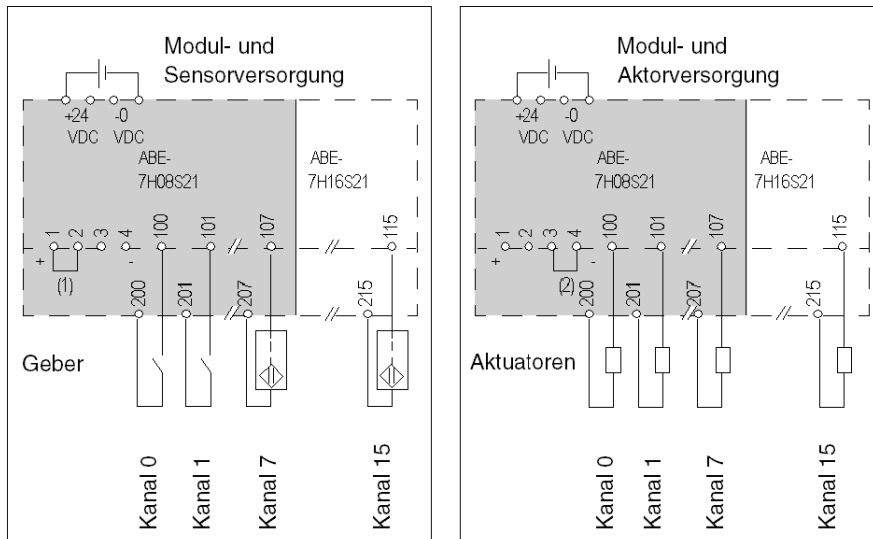 Modul- und
Sensorversorgung
+24 -0
VDC VDC
ABE-
7H08S21
ABE-
7H16S21
1 2 3 4 100 101 107 115
+ -
(1)
200 201 207 215
Geber
Kanal 0
Kanal 1
Kanal 7
Kanal 15
Modul- und
Aktorversorgung
+24 -0
VDC VDC
ABE-
7H08S21
ABE-
7H16S21
1 2 3 4 100 101 107 115
+ -
(2)
200 201 207 215
Aktuatoren
Kanal 0
Kanal 1
Kanal 7
Kanal 15